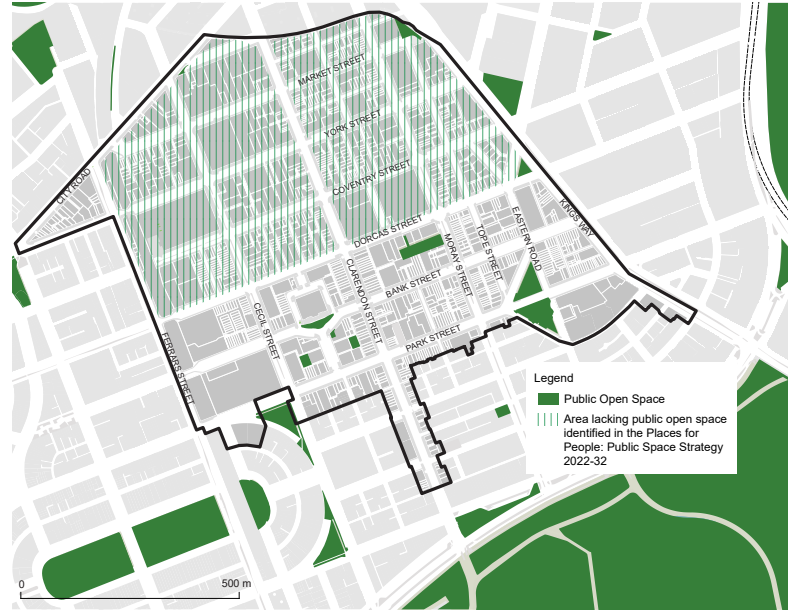 MARKET STREET
YORK STREET
COVENTRY STREET
CITY ROAD
DORCAS STREET
KINGS WAY
EASTERN ROAD
TOPE STREET
MORAY STREET
BANK STREET
CLARENDON STREET
CECIL STREET
PARK STREET
FERRARS STREET
Legend
Public Open Space
Area lacking public open space
identified in the Places for
People: Public Space Strategy
2022-32
0
500 m